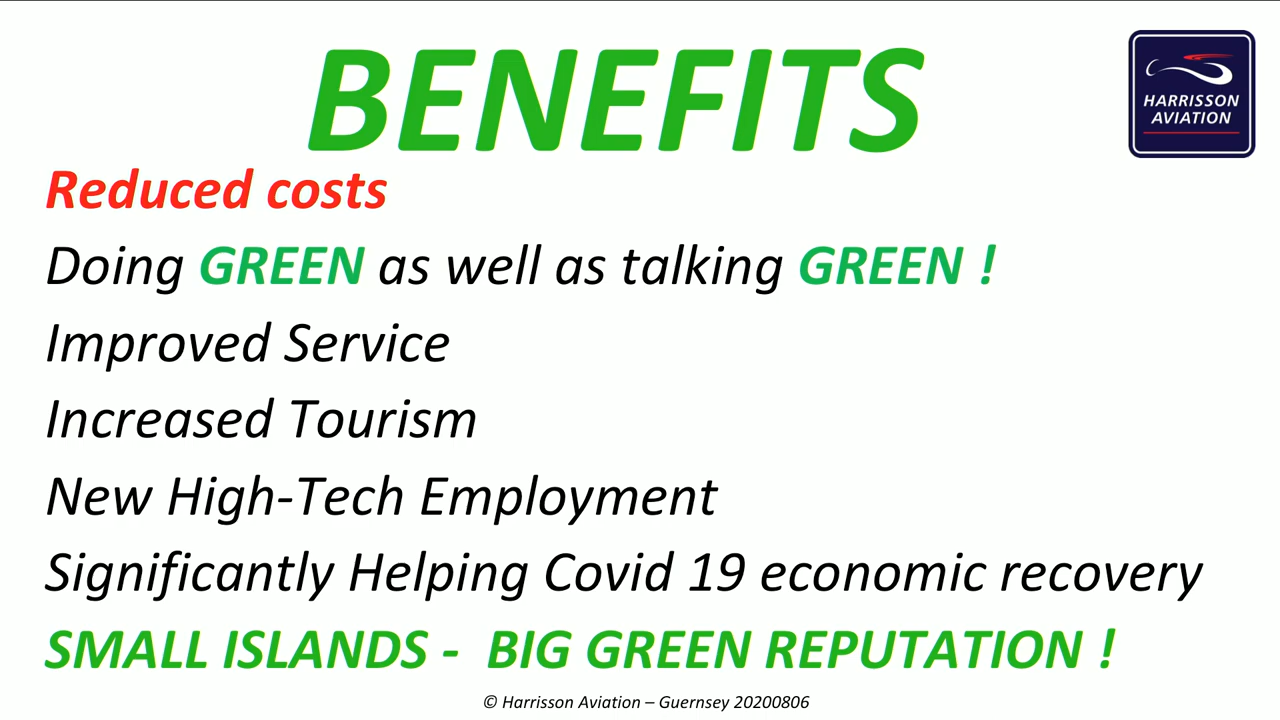 BENEFITS
HARRISSON
AVIATION
Reduced costs
Doing GREEN as well as talking GREEN !
Improved Service
Increased Tourism
New High-Tech Employment
Significantly Helping Covid 19 economic recovery
SMALL ISLANDS - BIG GREEN REPUTATION !
© Harrisson Aviation – Guernsey 20200806